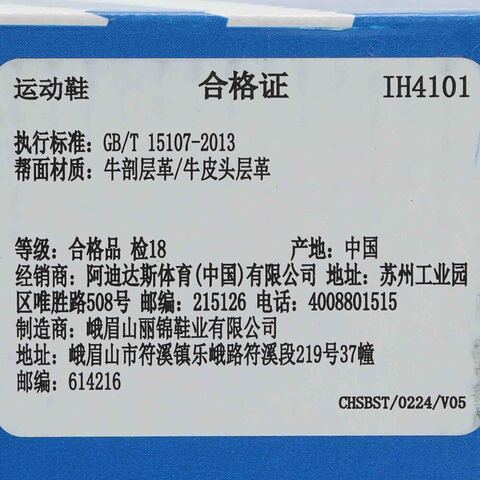 运动鞋 合格证 IH4101
执行标准: GB/T 15107-2013
帮面材质: 牛剖层革/牛皮头层革
等级: 合格品 检18 产地: 中国
经销商: 阿迪达斯体育(中国)有限公司 地址: 苏州工业园
区唯胜路508号 邮编: 215126 电话: 4008801515
制造商: 峨眉山丽锦鞋业有限公司
地址: 峨眉山市符溪镇乐峨路符溪段219号37幢
邮编: 614216
CHSBST/0224/V05